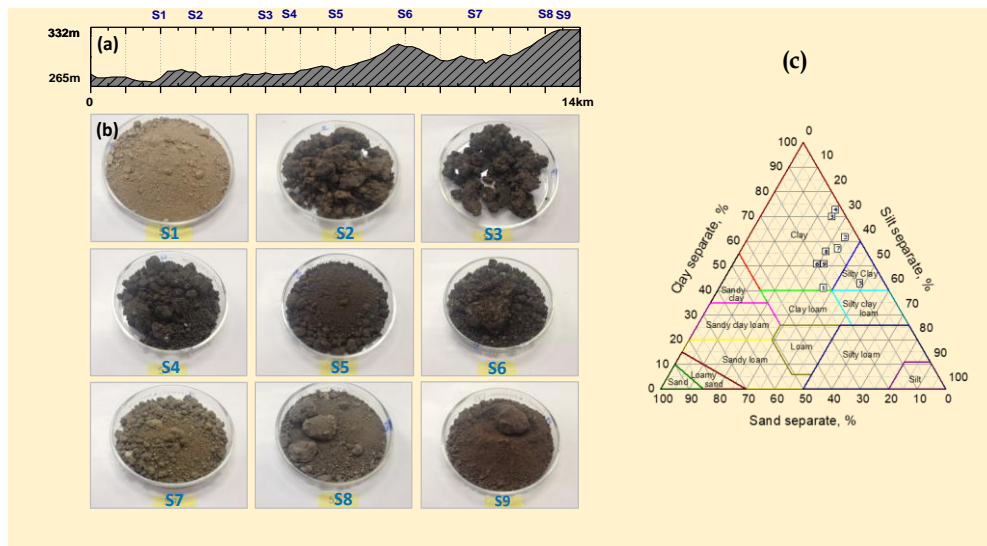 S1 S2 S3 S4 S5 S6 S7 S8 S9
332m
(a)
265m
0 14km
(b)
S1 S2 S3
S4 S5 S6
S7 S8 S9
(c)
0
100
10
20
80
30
70
40
60
50
50
60
40
70
30
80
20
90
10
100
0
Clay separate, %
Silt separate, %
Clay
Silty Clay
Sandy clay
Clay loam
Silty clay loam
Sandy clay loam
Loam
Sandy loam
Silty loam
Sand
Loamy sand
Silt
100 90 80 70 60 50 40 30 20 10 0
Sand separate, %